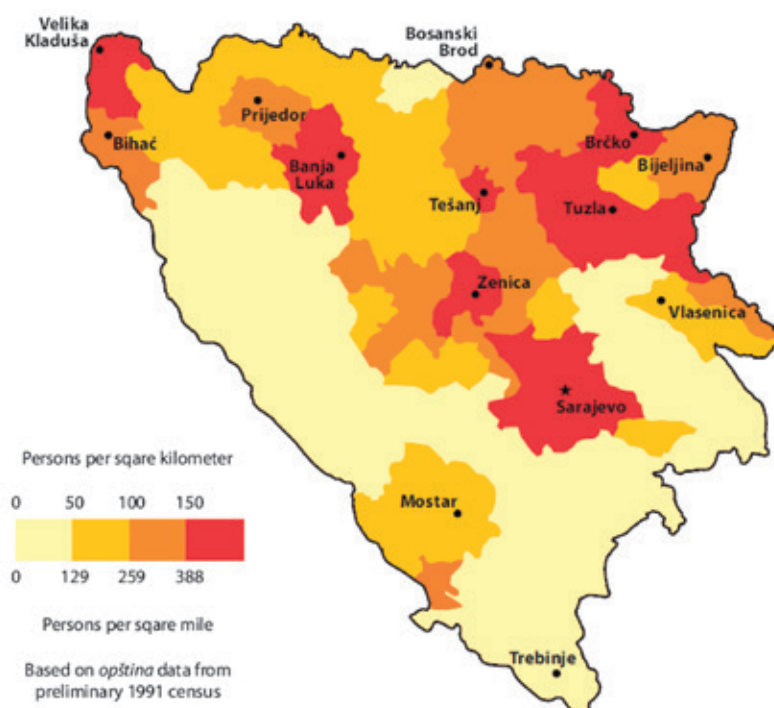 Velika
Kladuša
Bosanski
Brod
Prijedor
Bihać
Banja
Luka
Brčko
Bijeljina
Tešanj
Tuzla
Zenica
Vlasenica
Sarajevo
Mostar
Trebinje
Persons per sqare kilometer
0 50 100 150
0 129 259 388
Persons per sqare mile
Based on opština data from
preliminary 1991 census